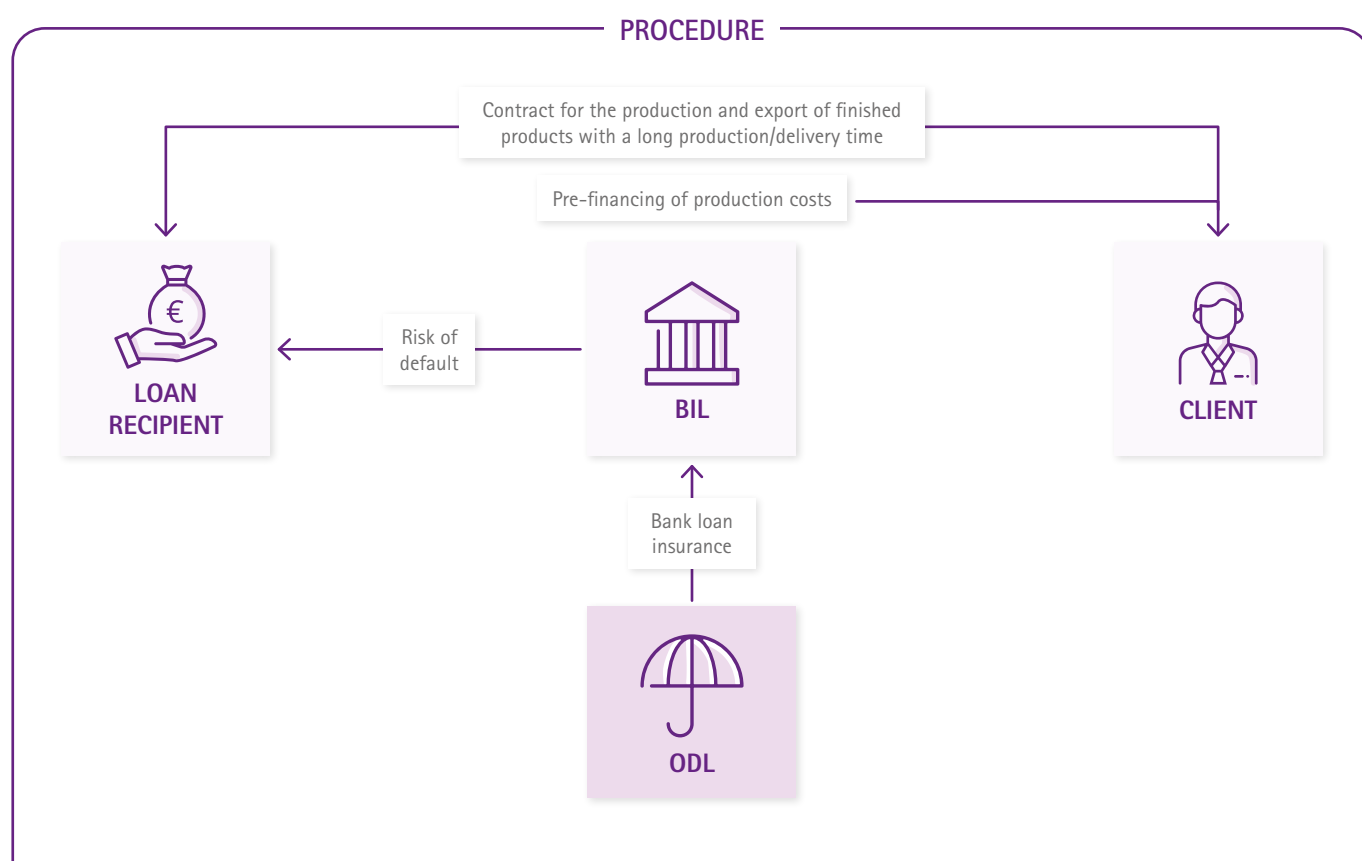 PROCEDURE
Contract for the production and export of finished
products with a long production/delivery time
Pre-financing of production costs
€
LOAN
RECIPIENT
Risk of
default
BIL
CLIENT
Bank loan
insurance
ODL